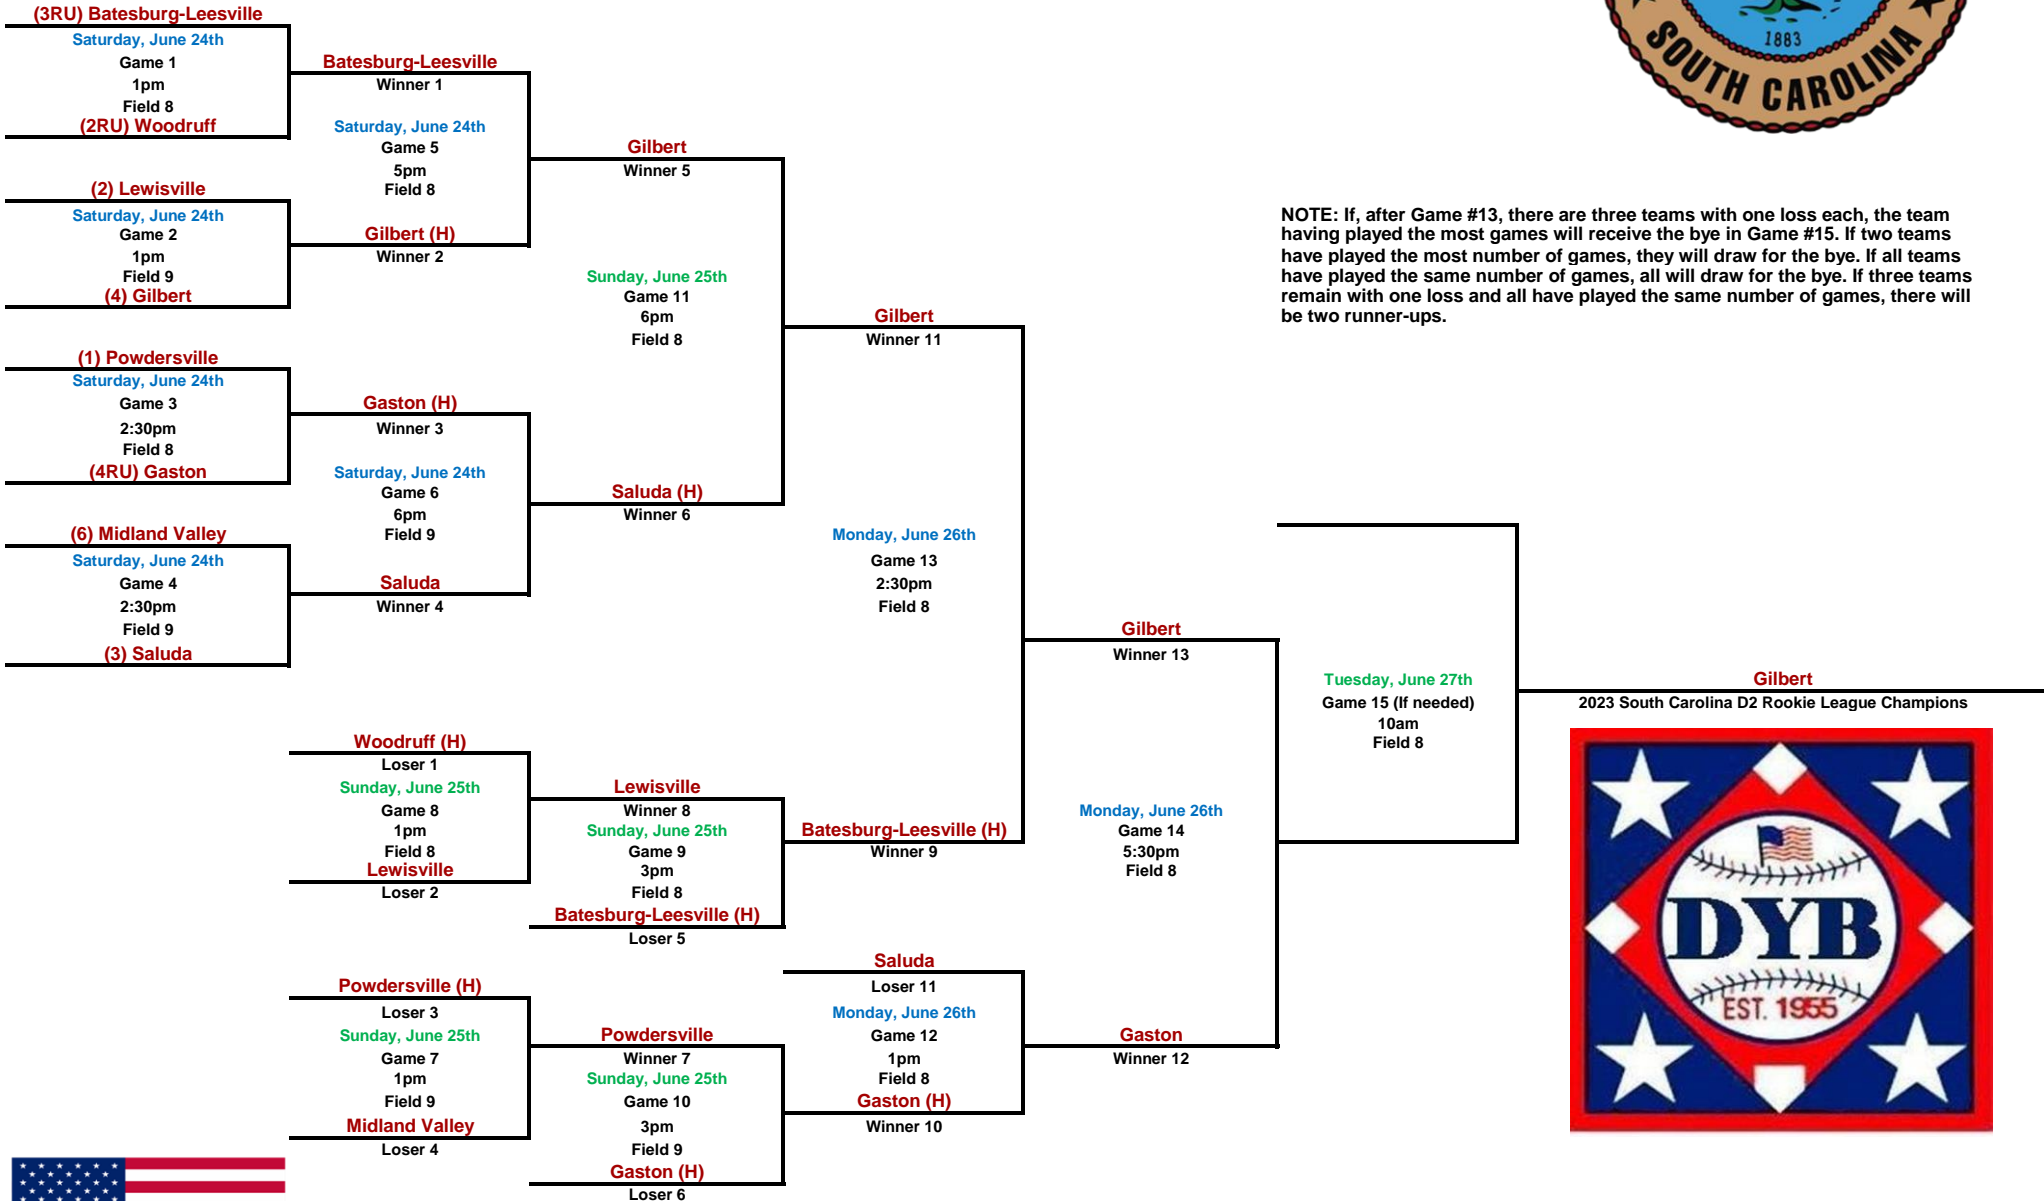 (3RU) Batesburg-Leesville
Saturday, June 24th
Game 1
1pm
Field 8
(2RU) Woodruff
(2) Lewisville
Saturday, June 24th
Game 2
1pm
Field 9
(4) Gilbert
(1) Powdersville
Saturday, June 24th
Game 3
2:30pm
Field 8
(4RU) Gaston
(6) Midland Valley
Saturday, June 24th
Game 4
2:30pm
Field 9
(3) Saluda
Batesburg-Leesville
Winner 1
Saturday, June 24th
Game 5
5pm
Field 8
Gilbert (H)
Winner 2
Gaston (H)
Winner 3
Saturday, June 24th
Game 6
6pm
Field 9
Saluda
Winner 4
Gilbert
Winner 5
Sunday, June 25th
Game 11
6pm
Field 8
Saluda (H)
Winner 6
Gilbert
Winner 11
Monday, June 26th
Game 13
2:30pm
Field 8
Woodruff (H)
Loser 1
Sunday, June 25th
Game 8
1pm
Field 8
Lewisville
Loser 2
Lewisville
Winner 8
Sunday, June 25th
Game 9
3pm
Field 8
Batesburg-Leesville (H)
Loser 5
Batesburg-Leesville (H)
Winner 9
Powdersville (H)
Loser 3
Sunday, June 25th
Game 7
1pm
Field 9
Midland Valley
Loser 4
Powdersville
Winner 7
Sunday, June 25th
Game 10
3pm
Field 9
Gaston (H)
Loser 6
Saluda
Loser 11
Monday, June 26th
Game 12
1pm
Field 8
Gaston (H)
Winner 10
Gilbert
Winner 13
Monday, June 26th
Game 14
5:30pm
Field 8
Gaston
Winner 12
Tuesday, June 27th
Game 15 (If needed)
10am
Field 8
Gilbert
2023 South Carolina D2 Rookie League Champions
1883
SOUTH CAROLINA
NOTE: If, after Game #13, there are three teams with one loss each, the team
having played the most games will receive the bye in Game #15. If two teams
have played the most number of games, they will draw for the bye. If all teams
have played the same number of games, all will draw for the bye. If three teams
remain with one loss and all have played the same number of games, there will
be two runner-ups.
DYB
EST. 1955